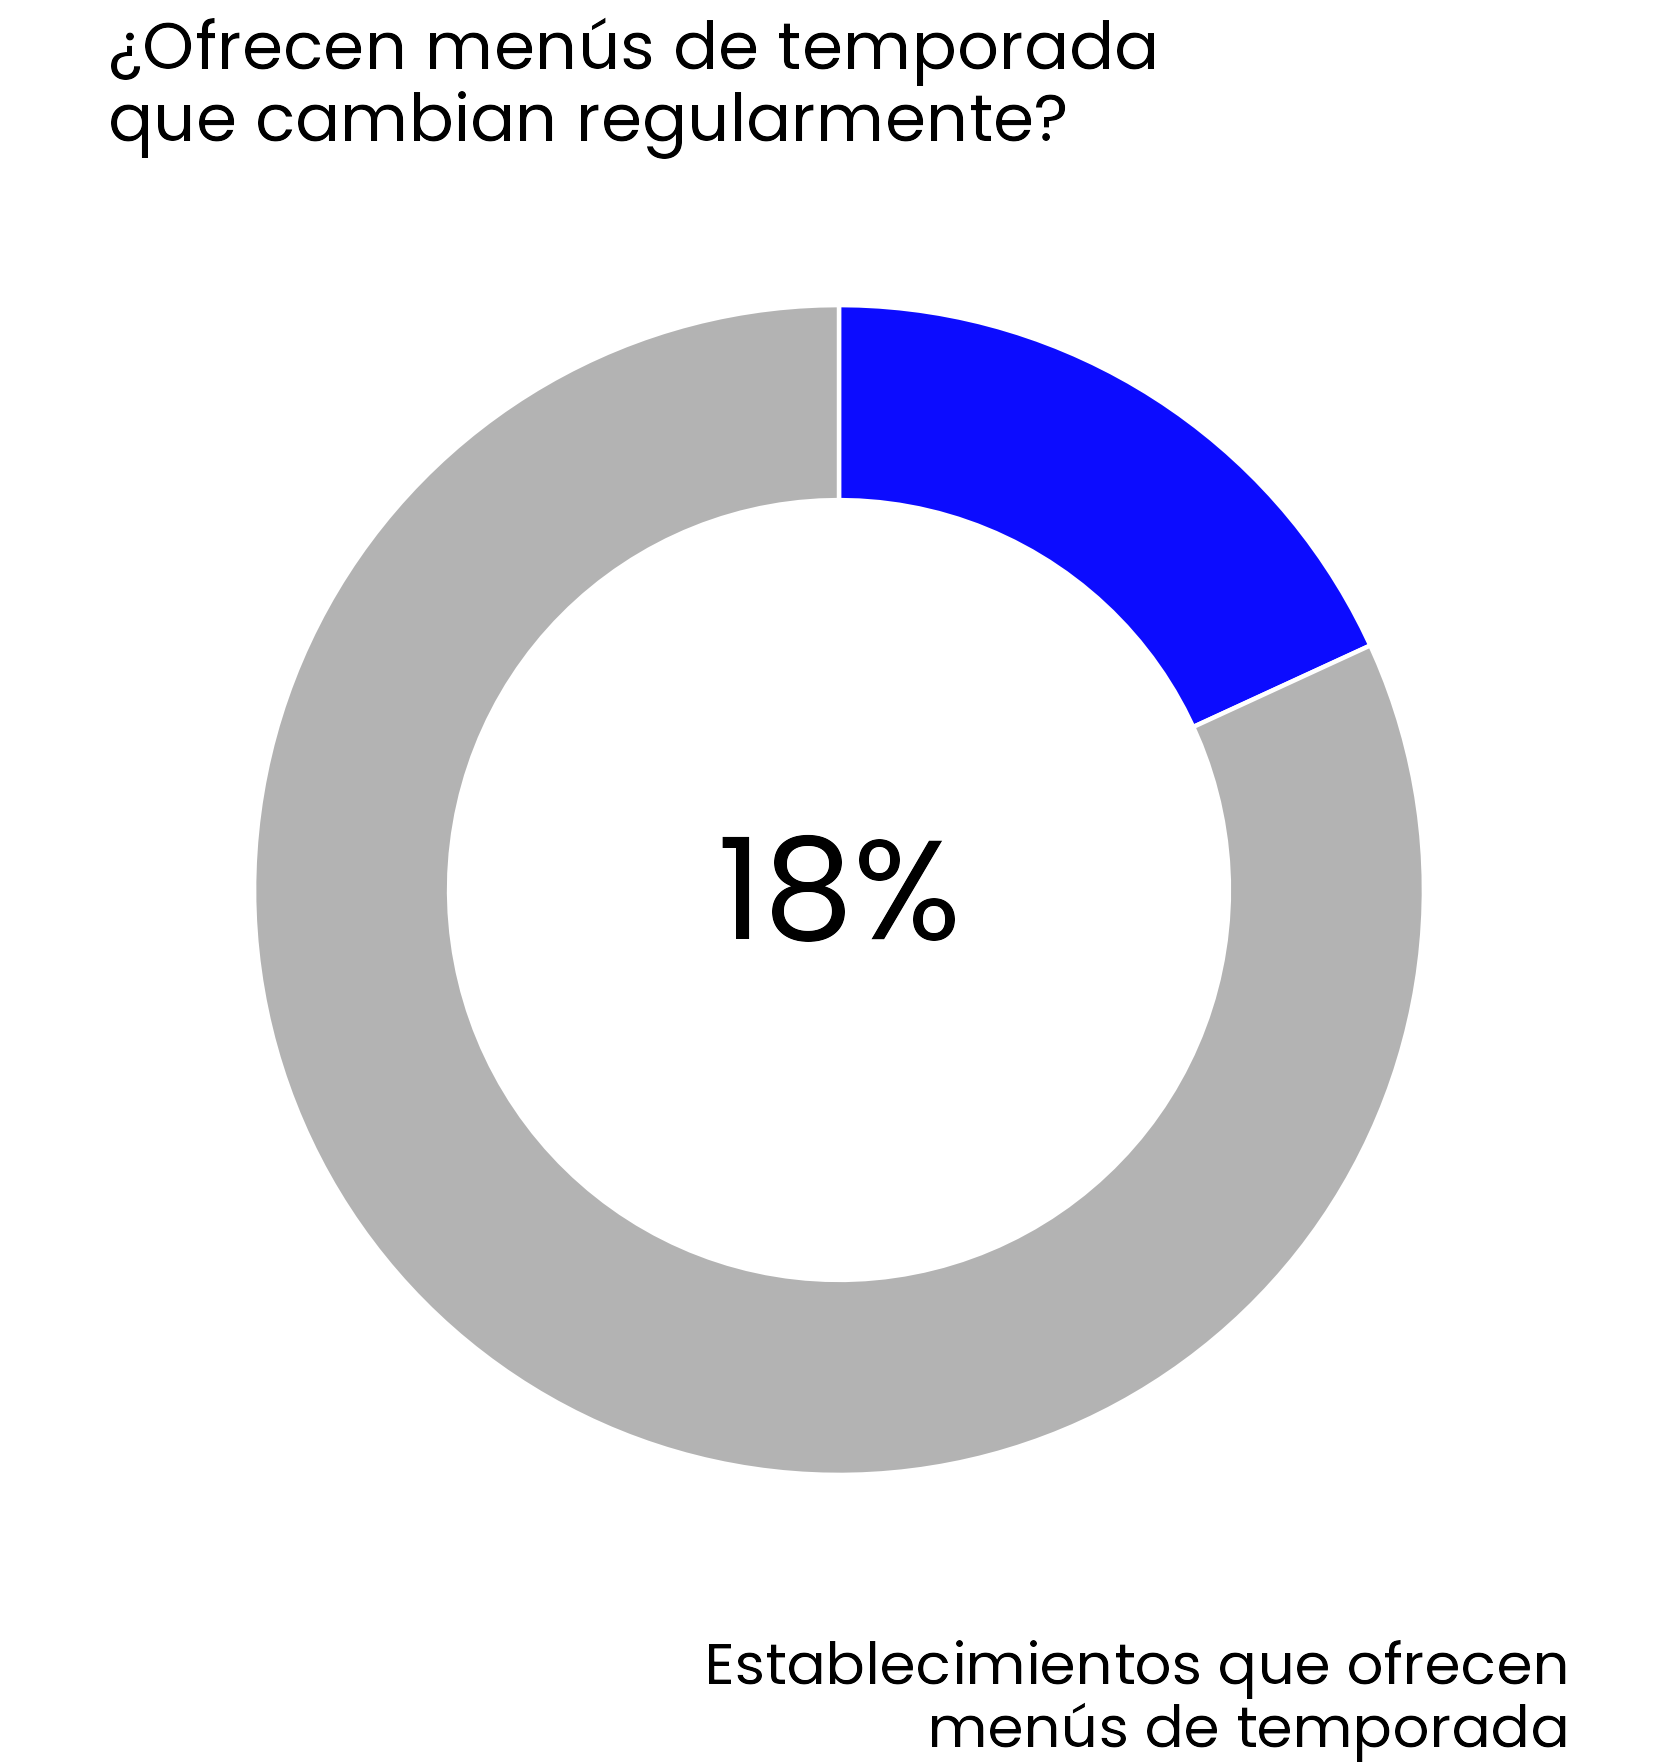 ¿Ofrecen menús de temporada
que cambian regularmente?
18%
Establecimientos que ofrecen
menús de temporada